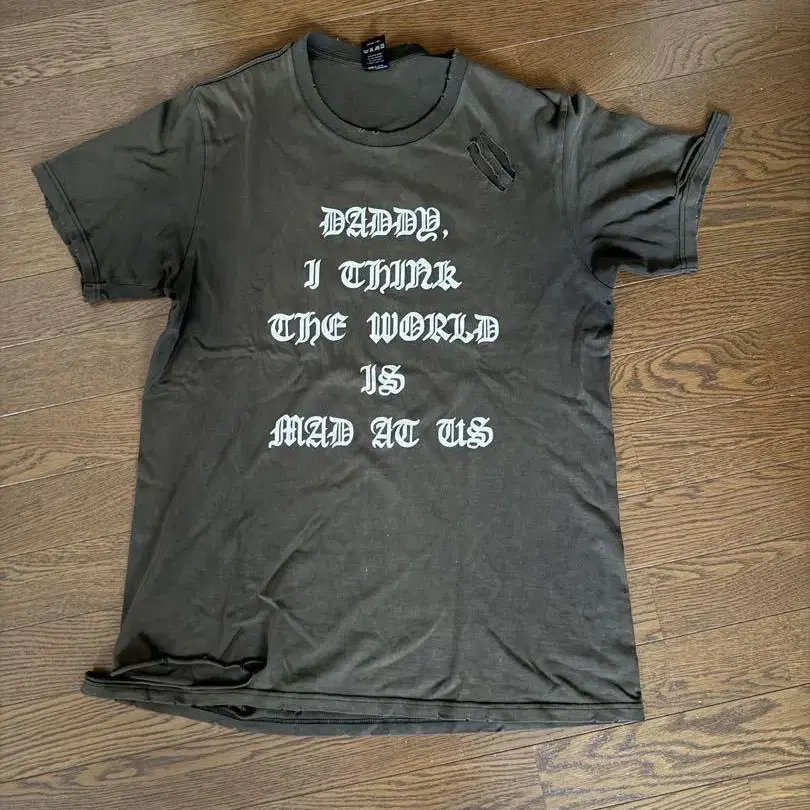 DADDY,
I THINK
THE WORLD
IS
MAD AT US